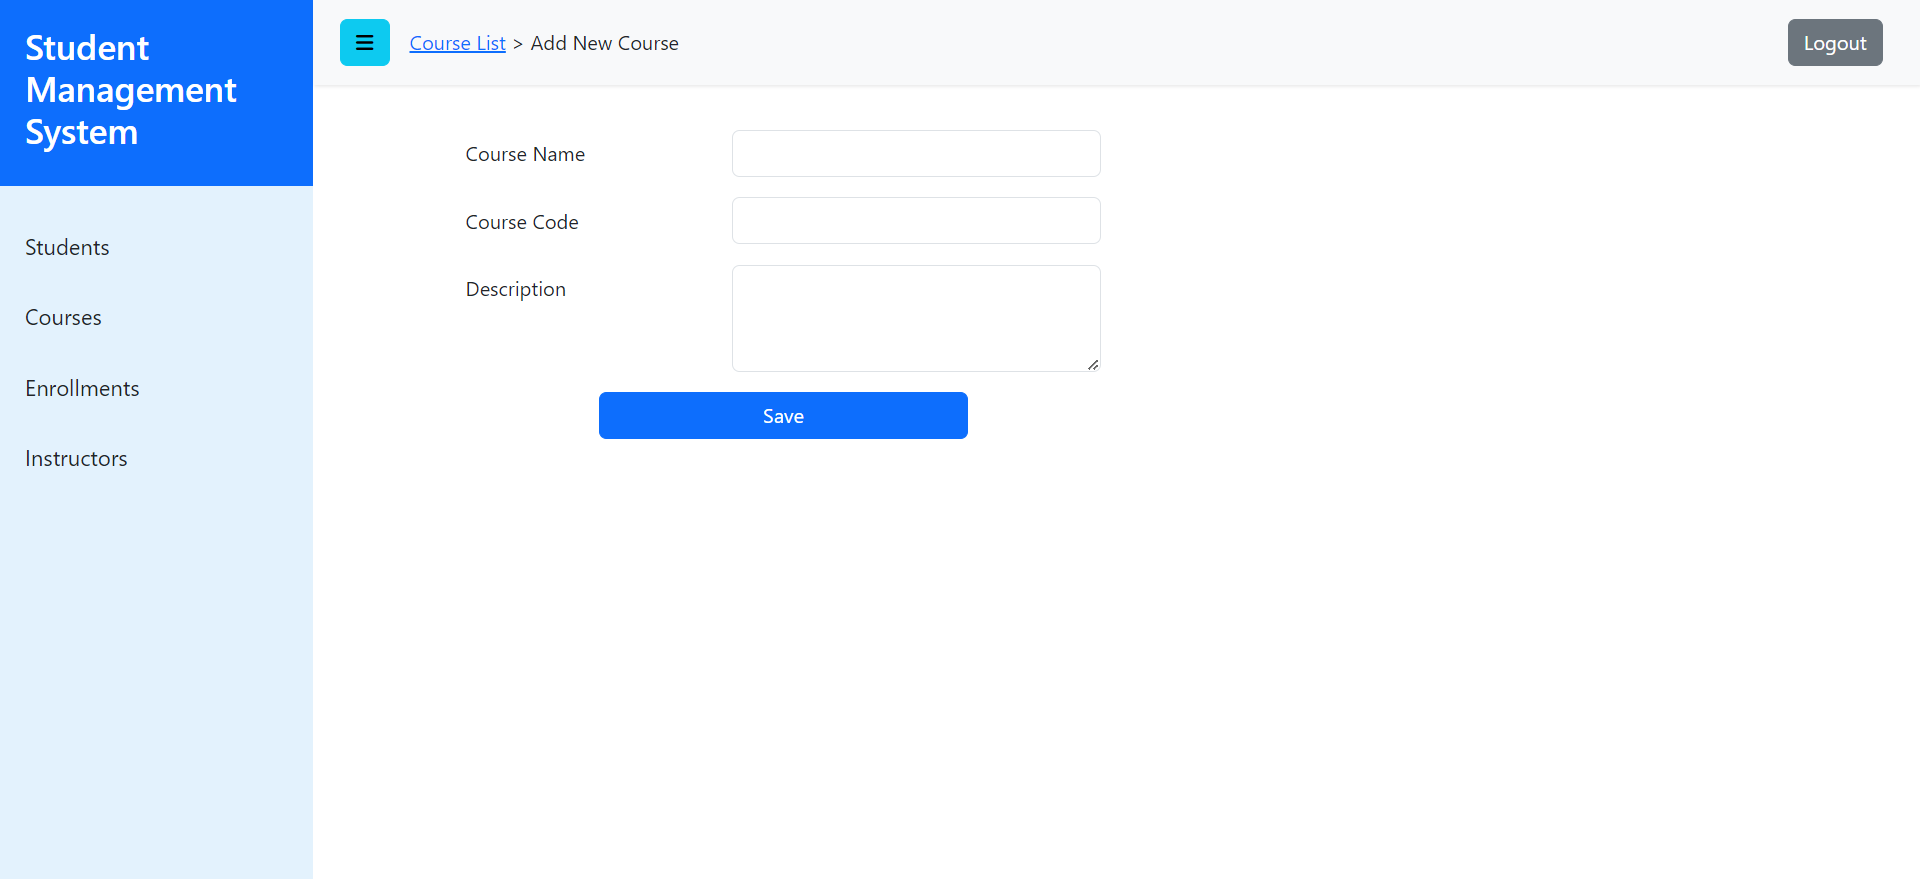 Student
Management
System
Students
Courses
Enrollments
Instructors
Course List > Add New Course
Logout
Course Name
Course Code
Description
Save